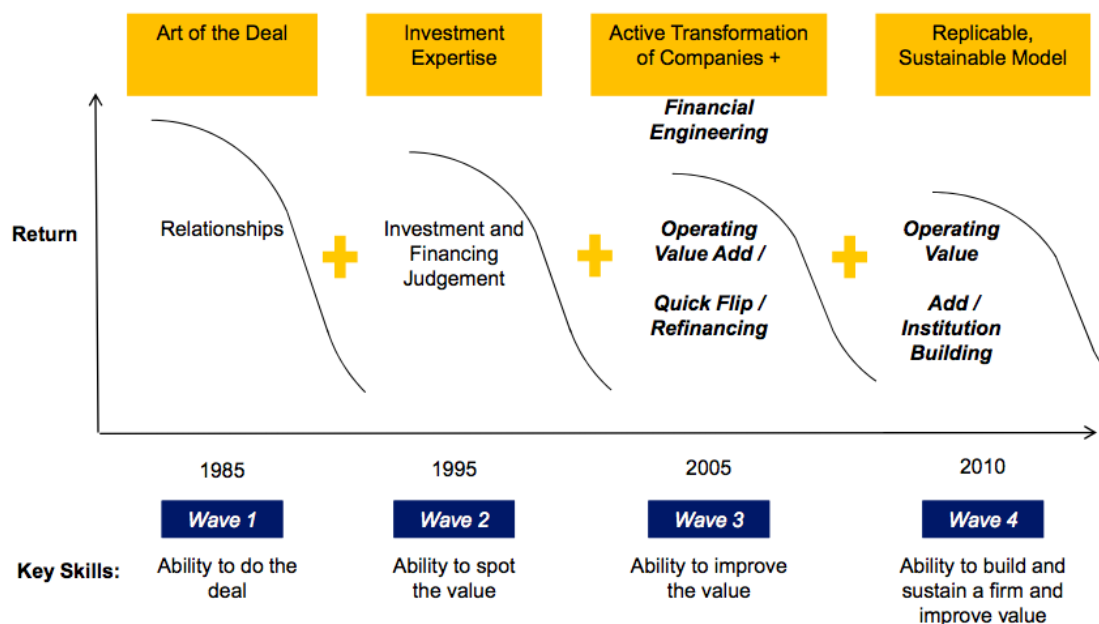 Art of the Deal
Investment
Expertise
Active Transformation
of Companies +
Replicable,
Sustainable Model
Financial
Engineering
Return
Relationships
Investment and
Financing
Judgement
Operating
Value Add /
Quick Flip /
Refinancing
Operating
Value
Add /
Institution
Building
1985
1995
2005
2010
Wave 1
Wave 2
Wave 3
Wave 4
Key Skills:
Ability to do the
deal
Ability to spot
the value
Ability to improve
the value
Ability to build and
sustain a firm and
improve value